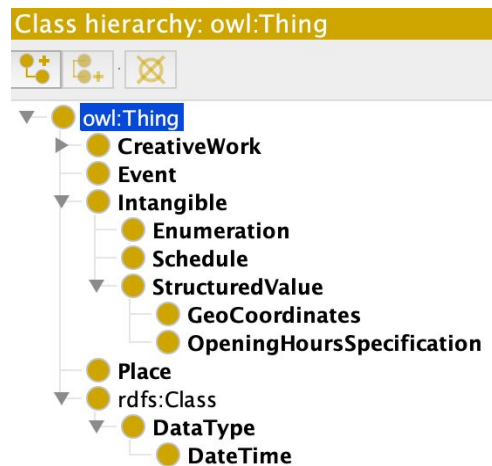 Class hierarchy: owl:Thing
owl:Thing
CreativeWork
Event
Intangible
Enumeration
Schedule
StructuredValue
GeoCoordinates
OpeningHoursSpecification
Place
rdfs:Class
DataType
DateTime